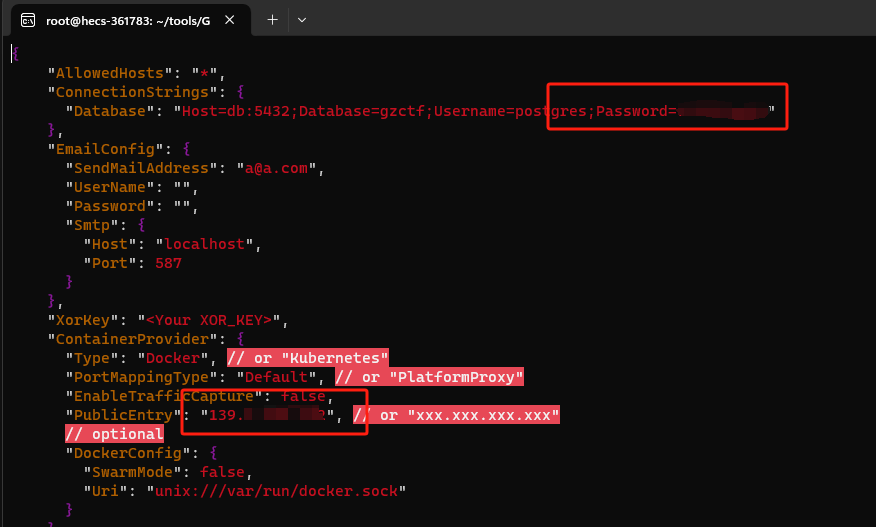 root@hecs-361783: ~/tools/G
{
"AllowedHosts": "*",
"ConnectionStrings": {
"Database": "Host=db:5432;Database=gzctf;Username=postgres;Password="
},
"EmailConfig": {
"SendMailAddress": "a@a.com",
"UserName": "",
"Password": "",
"Smtp": {
"Host": "localhost",
"Port": 587
}
},
"XorKey": "<Your XOR_KEY>",
"ContainerProvider": {
"Type": "Docker", // or "Kubernetes"
"PortMappingType": "Default", // or "PlatformProxy"
"EnableTrafficCapture": false,
"PublicEntry": "139. ", // or "xxx.xxx.xxx.xxx"
// optional
"DockerConfig": {
"SwarmMode": false,
"Uri": "unix:///var/run/docker.sock"
}